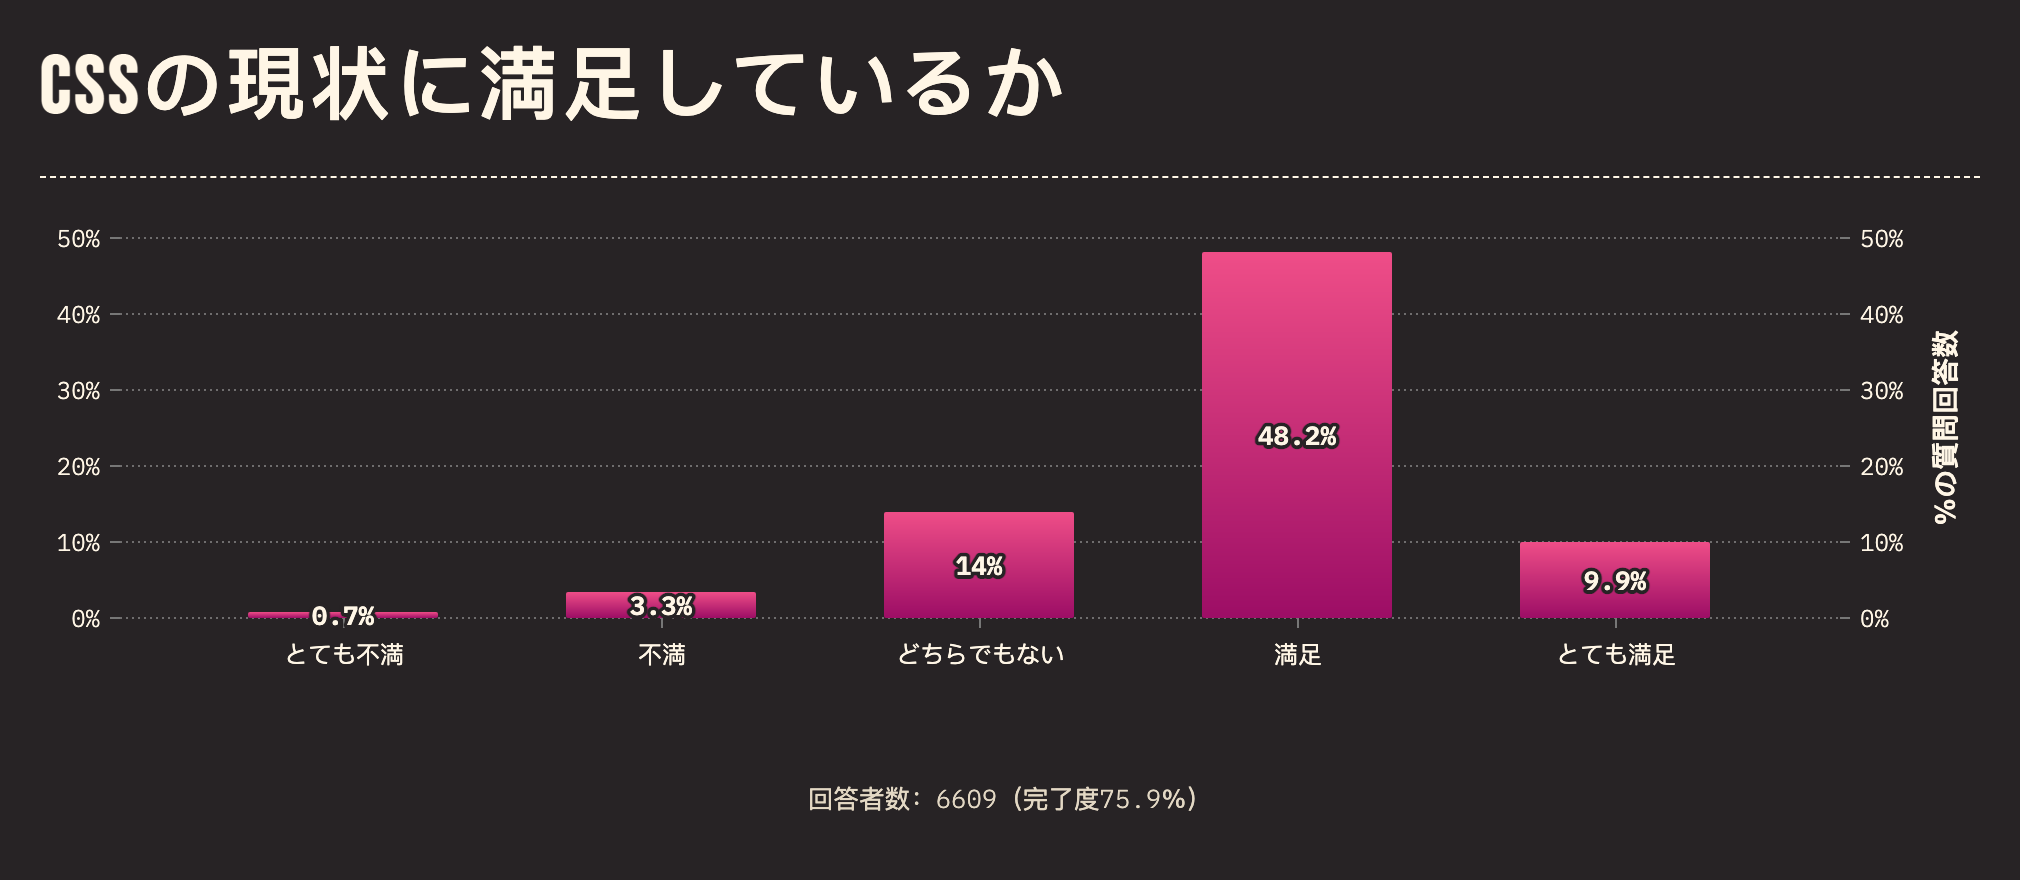 CSSの現状に満足しているか
50%
50%
40%
40%
30%
30%
20%
20%
10%
10%
0%
0%
%の質問回答数
0.7%
3.3%
14%
48.2%
9.9%
とても不満
不満
どちらでもない
満足
とても満足
回答者数: 6609 (完了度75.9%)